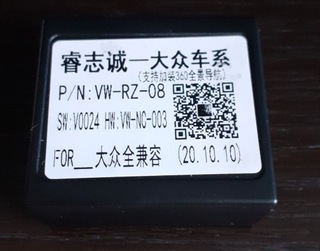 睿志诚—大众车系
(支持加装360全景导航)
P/N:VW-RZ-08
SW:V0024 HW:VW-NC-003
FOR__大众全兼容 (20.10.10)